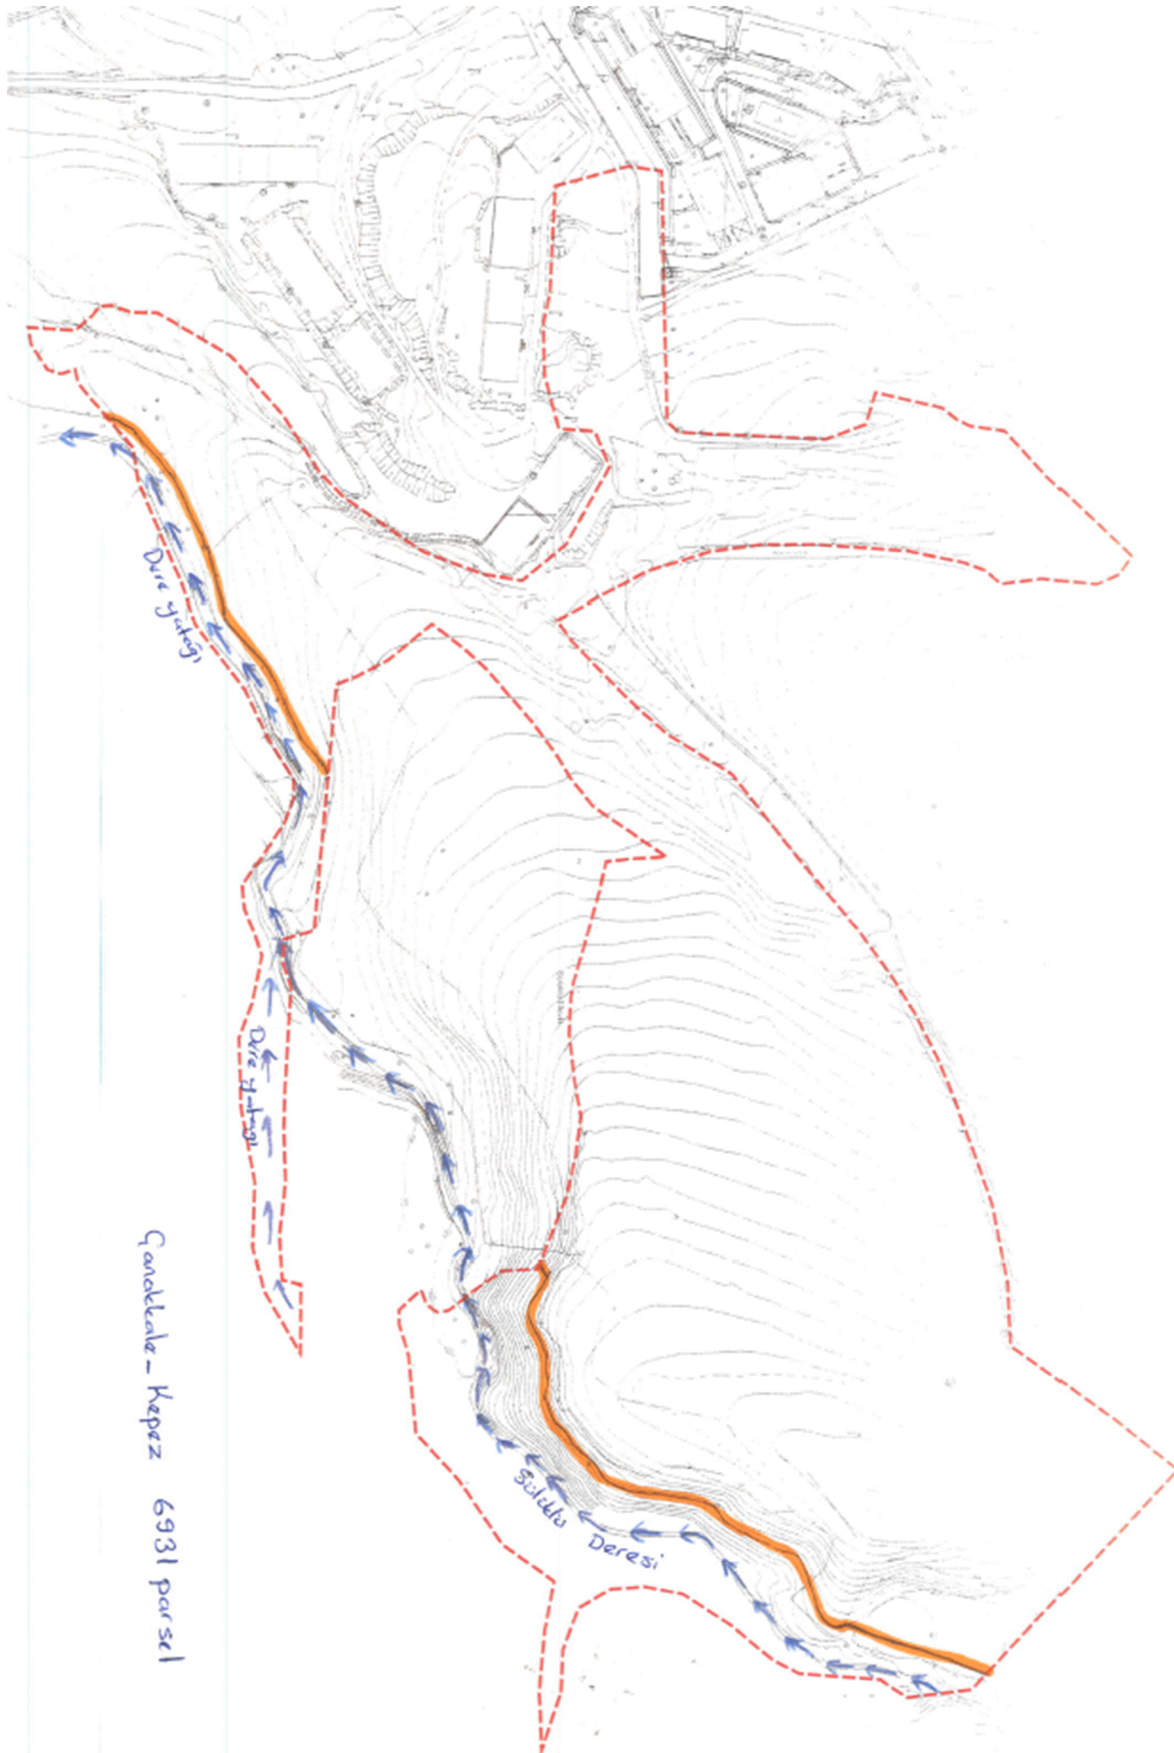 Dere yatağı
Dere yatağı
Sülüklü Deresi
Çanakkale - Kepez 6931 parsel